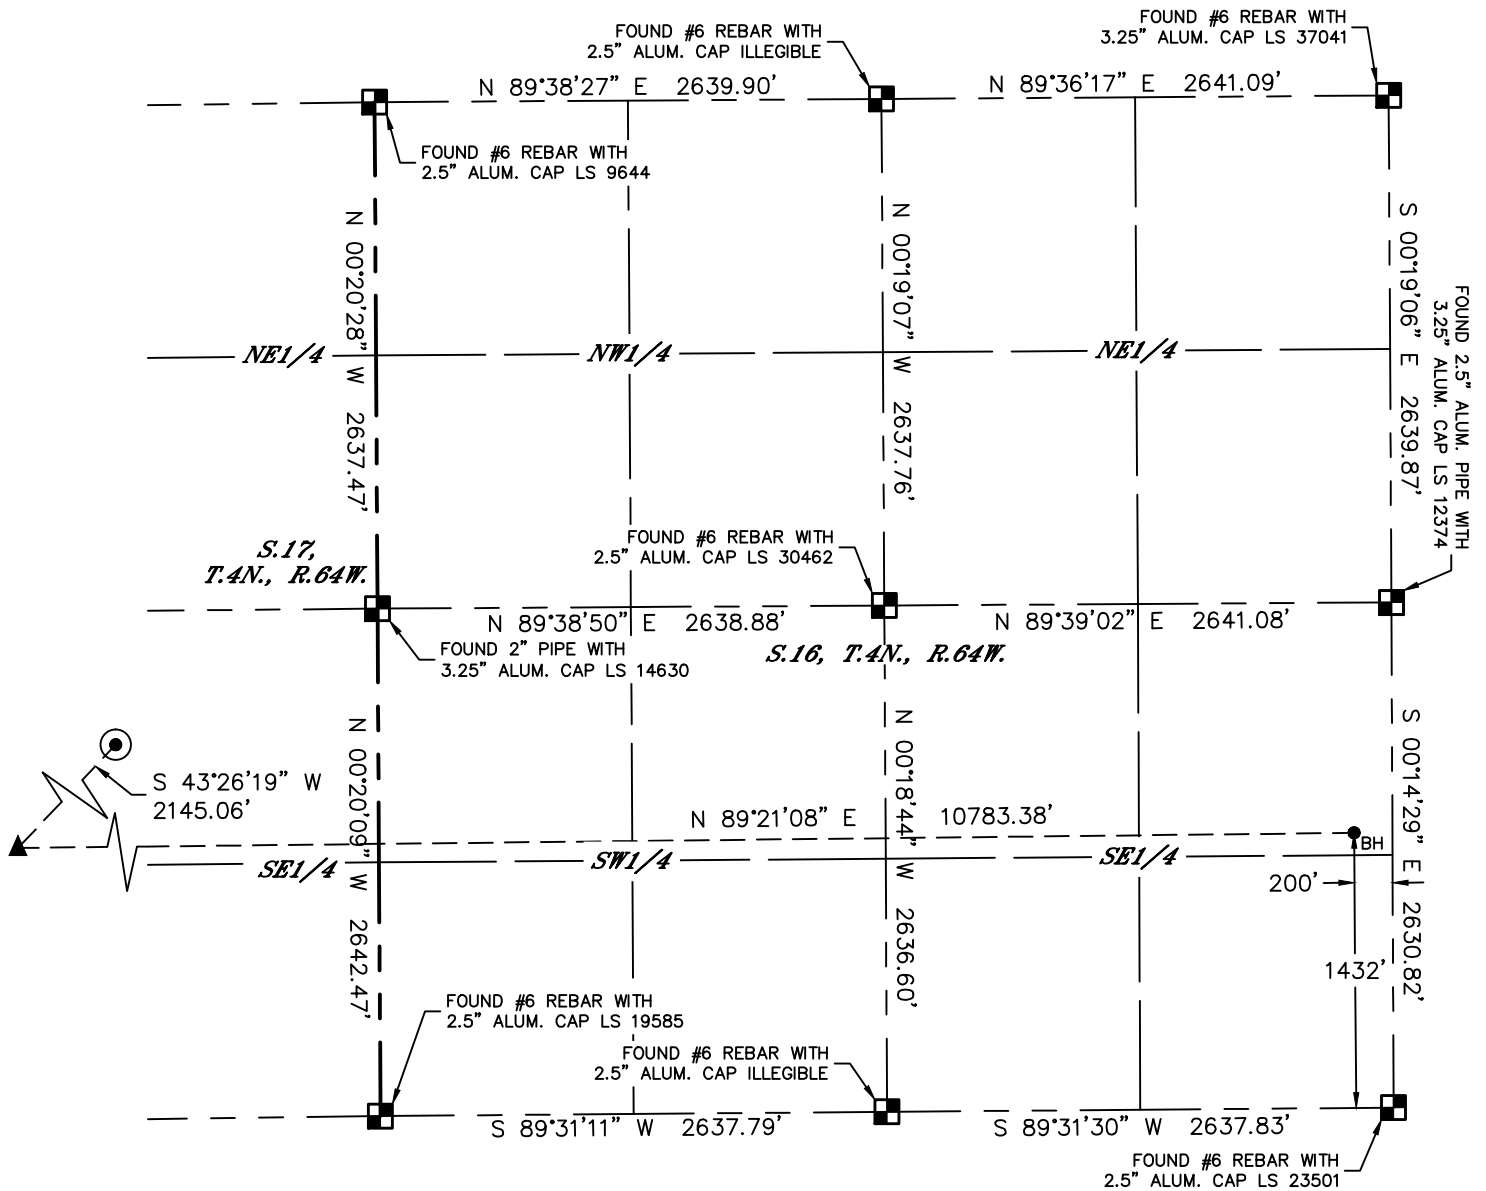 FOUND #6 REBAR WITH
2.5" ALUM. CAP ILLEGIBLE
FOUND #6 REBAR WITH
3.25" ALUM. CAP LS 37041
N 89°38'27" E 2639.90'
N 89°36'17" E 2641.09'
FOUND #6 REBAR WITH
2.5" ALUM. CAP LS 9644
N 00°20'28" W 2637.47'
N 00°19'07" W 2637.76'
S 00°19'06" E 2639.87'
FOUND 2.5" ALUM. PIPE WITH
3.25" ALUM. CAP LS 12374
NE1/4
NW1/4
NE1/4
S.17,
T.4N., R.64W.
FOUND #6 REBAR WITH
2.5" ALUM. CAP LS 30462
N 89°38'50" E 2638.88'
N 89°39'02" E 2641.08'
FOUND 2" PIPE WITH
3.25" ALUM. CAP LS 14630
S.16, T.4N., R.64W.
N 00°20'09" W 2642.47'
N 00°18'44" W 2636.60'
S 00°14'29" E 2630.82'
S 43°26'19" W
2145.06'
N 89°21'08" E 10783.38'
BH
SE1/4
SW1/4
SE1/4
200'
1432'
FOUND #6 REBAR WITH
2.5" ALUM. CAP LS 19585
FOUND #6 REBAR WITH
2.5" ALUM. CAP ILLEGIBLE
S 89°31'11" W 2637.79'
S 89°31'30" W 2637.83'
FOUND #6 REBAR WITH
2.5" ALUM. CAP LS 23501